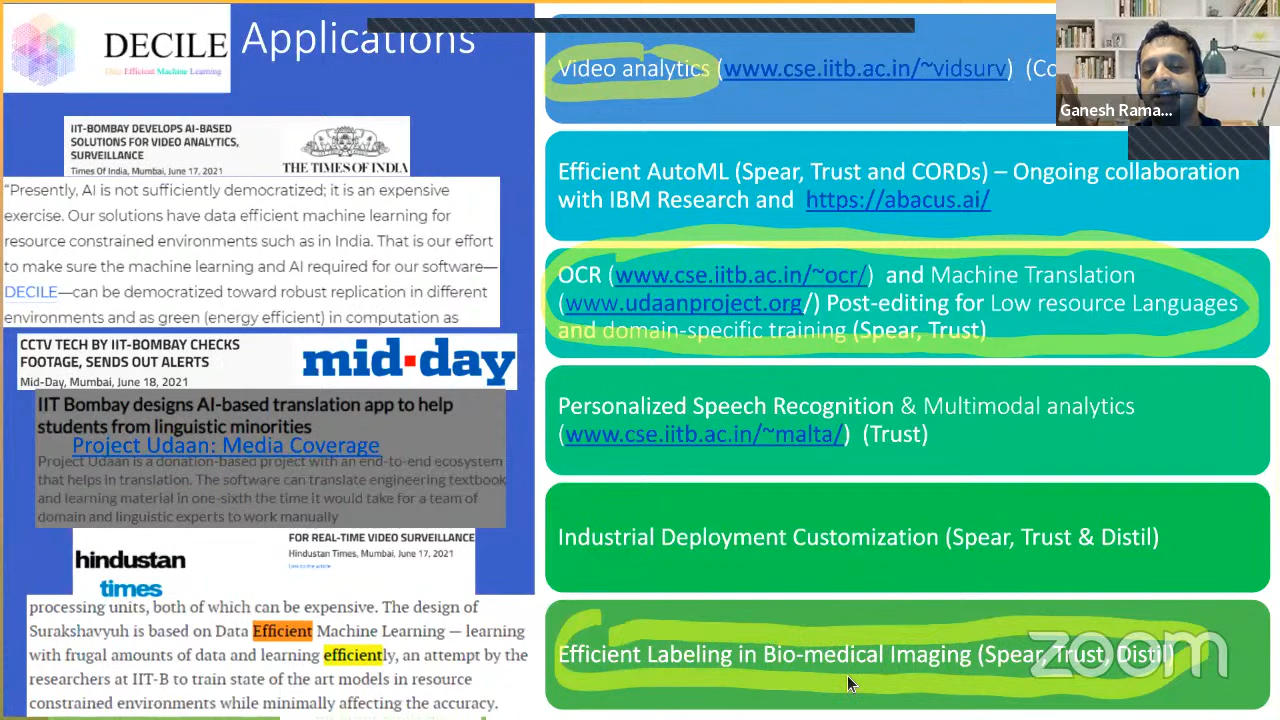 DECILE
Data Efficient Machine Learning
Applications
IIT-BOMBAY DEVELOPS AI-BASED
SOLUTIONS FOR VIDEO ANALYTICS,
SURVEILLANCE
Times Of India, Mumbai, June 17, 2021
THE TIMES OF INDIA
“Presently, AI is not sufficiently democratized; it is an expensive
exercise. Our solutions have data efficient machine learning for
resource constrained environments such as in India. That is our effort
to make sure the machine learning and AI required for our software—
DECILE—can be democratized toward robust replication in different
environments and as green (energy efficient) in computation as
CCTV TECH BY IIT-BOMBAY CHECKS
FOOTAGE, SENDS OUT ALERTS
Mid-Day, Mumbai, June 18, 2021
mid-day
IIT Bombay designs AI-based translation app to help
students from linguistic minorities
Project Udaan: Media Coverage
Project Udaan is a donation-based project with an end-to-end ecosystem
that helps in translation. The software can translate engineering textbook
and learning material in one-sixth the time it would take for a team of
domain and linguistic experts to work manually
hindustan
times
FOR REAL-TIME VIDEO SURVEILLANCE
Hindustan Times, Mumbai, June 17, 2021
Link to the article
processing units, both of which can be expensive. The design of
Surakshavyuh is based on Data Efficient Machine Learning — learning
with frugal amounts of data and learning efficiently, an attempt by the
researchers at IIT-B to train state of the art models in resource
constrained environments while minimally affecting the accuracy.
Video analytics (www.cse.iitb.ac.in/~vidsurv) (Co
Efficient AutoML (Spear, Trust and CORDs) – Ongoing collaboration
with IBM Research and https://abacus.ai/
OCR (www.cse.iitb.ac.in/~ocr/) and Machine Translation
(www.udaanproject.org/) Post-editing for Low resource Languages
and domain-specific training (Spear, Trust)
Personalized Speech Recognition & Multimodal analytics
(www.cse.iitb.ac.in/~malta/) (Trust)
Industrial Deployment Customization (Spear, Trust & Distil)
Efficient Labeling in Bio-medical Imaging (Spear, Trust, Distil)
Ganesh Rama...
zoom